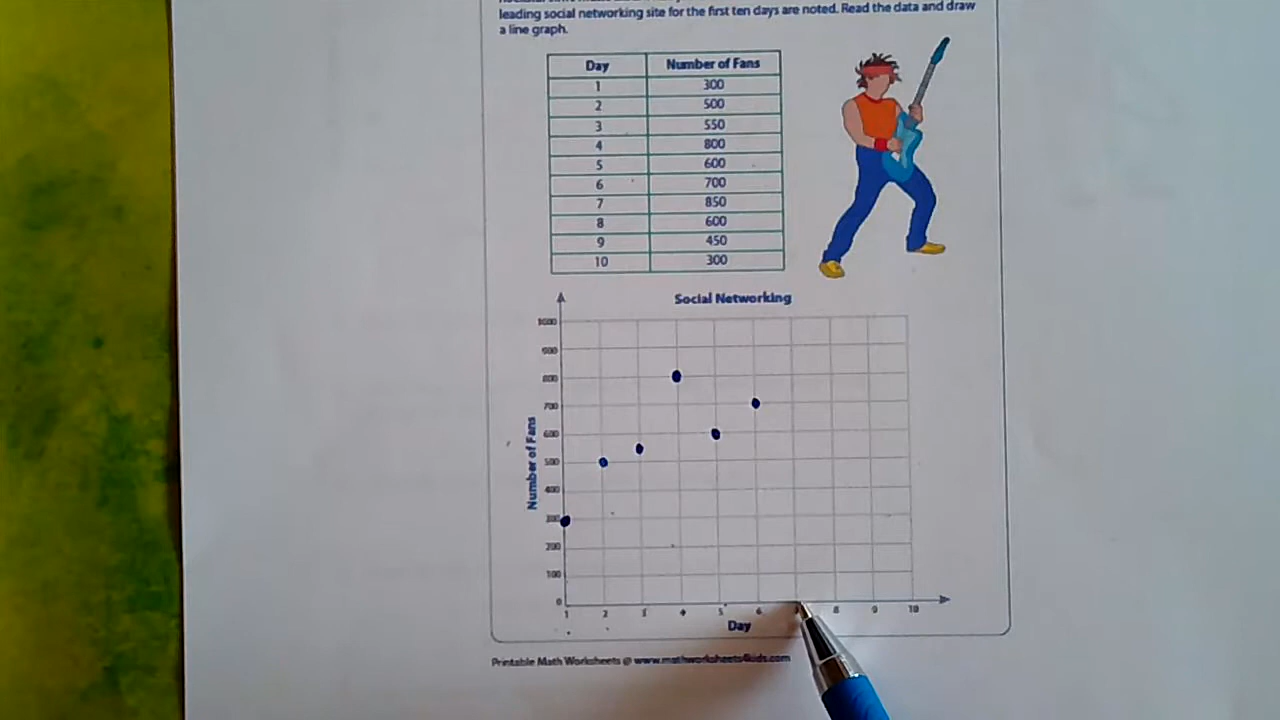 leading social networking site for the first ten days are noted. Read the data and draw
a line graph.
Day Number of Fans
1 300
2 500
3 550
4 800
5 600
6 700
7 850
8 600
9 450
10 300
Social Networking
1000
900
800
700
600
500
400
300
200
100
0
Number of Fans
1 2 3 4 5 6 8 9 10
Day
Printable Math Worksheets @ www.mathworksheets4kids.com